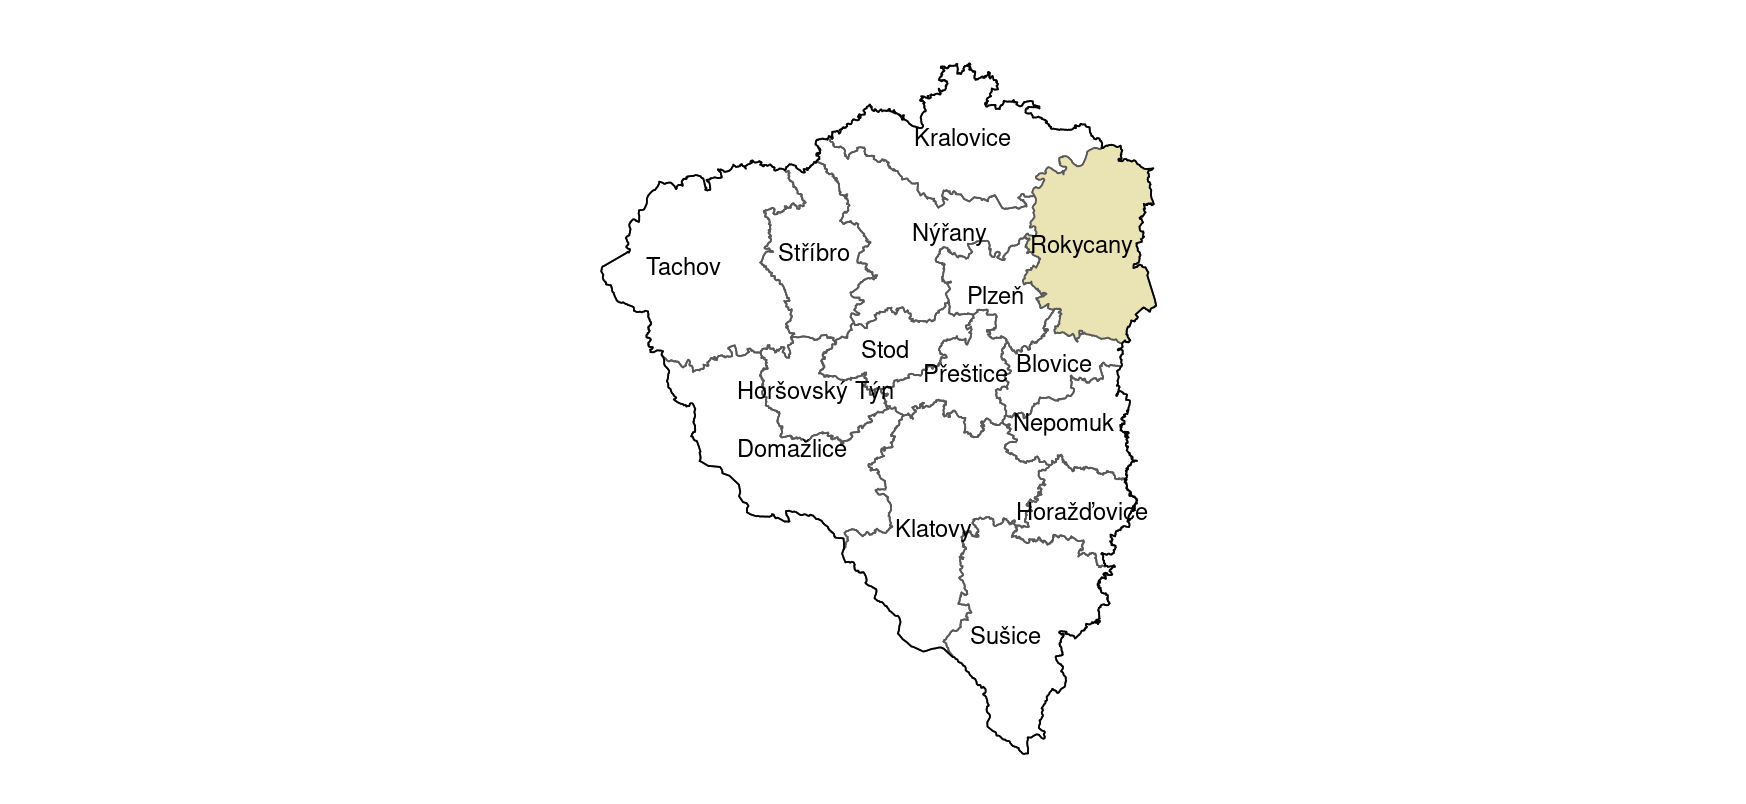 Kralovice
Nýřany
Rokycany
Stříbro
Tachov
Plzeň
Stod
Blovice
Přeštice
Horšovský Týn
Nepomuk
Domažlice
Horažďovice
Klatovy
Sušice